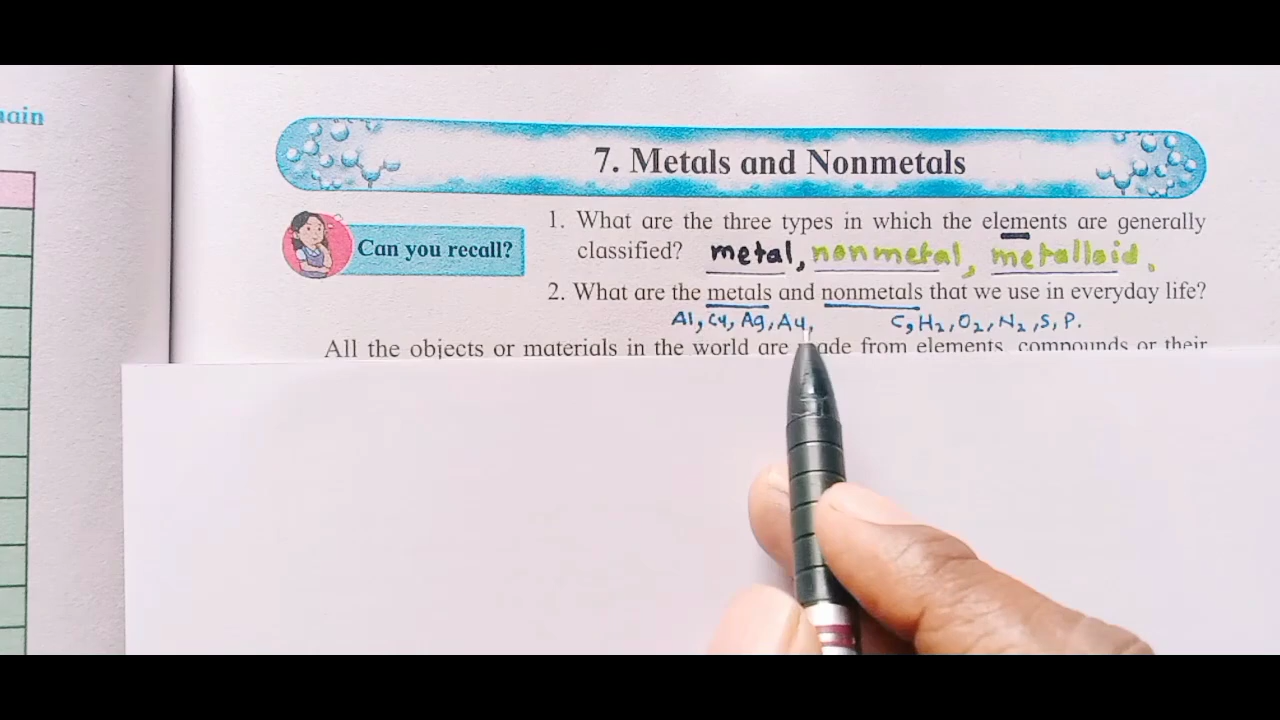 7. Metals and Nonmetals
Can you recall?
1. What are the three types in which the elements are generally
classified? metal, nonmetal, metalloid.
2. What are the metals and nonmetals that we use in everyday life?
Al, Cu, Ag, Au, C, H₂, O₂, N₂, S, P.
All the objects or materials in the world are made from elements, compounds or their